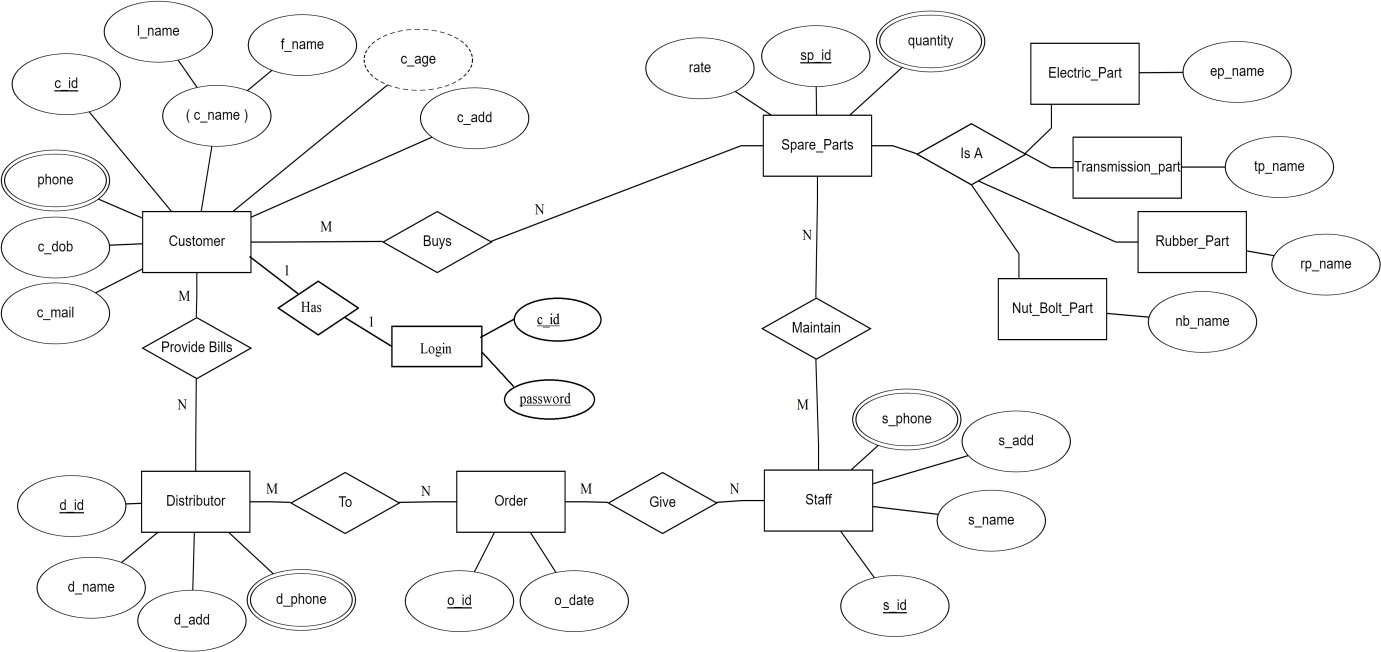 l_name
f_name
c_id
c_age
( c_name )
c_add
phone
c_dob
c_mail
Customer
M
Buys
N
rate
sp_id
quantity
Spare_Parts
Is A
Electric_Part
ep_name
Transmission_part
tp_name
Rubber_Part
rp_name
Nut_Bolt_Part
nb_name
1
Has
1
Login
c_id
password
M
Provide Bills
N
N
Maintain
M
d_id
Distributor
M
To
N
Order
M
Give
N
Staff
s_phone
s_add
s_name
s_id
d_name
d_add
d_phone
o_id
o_date